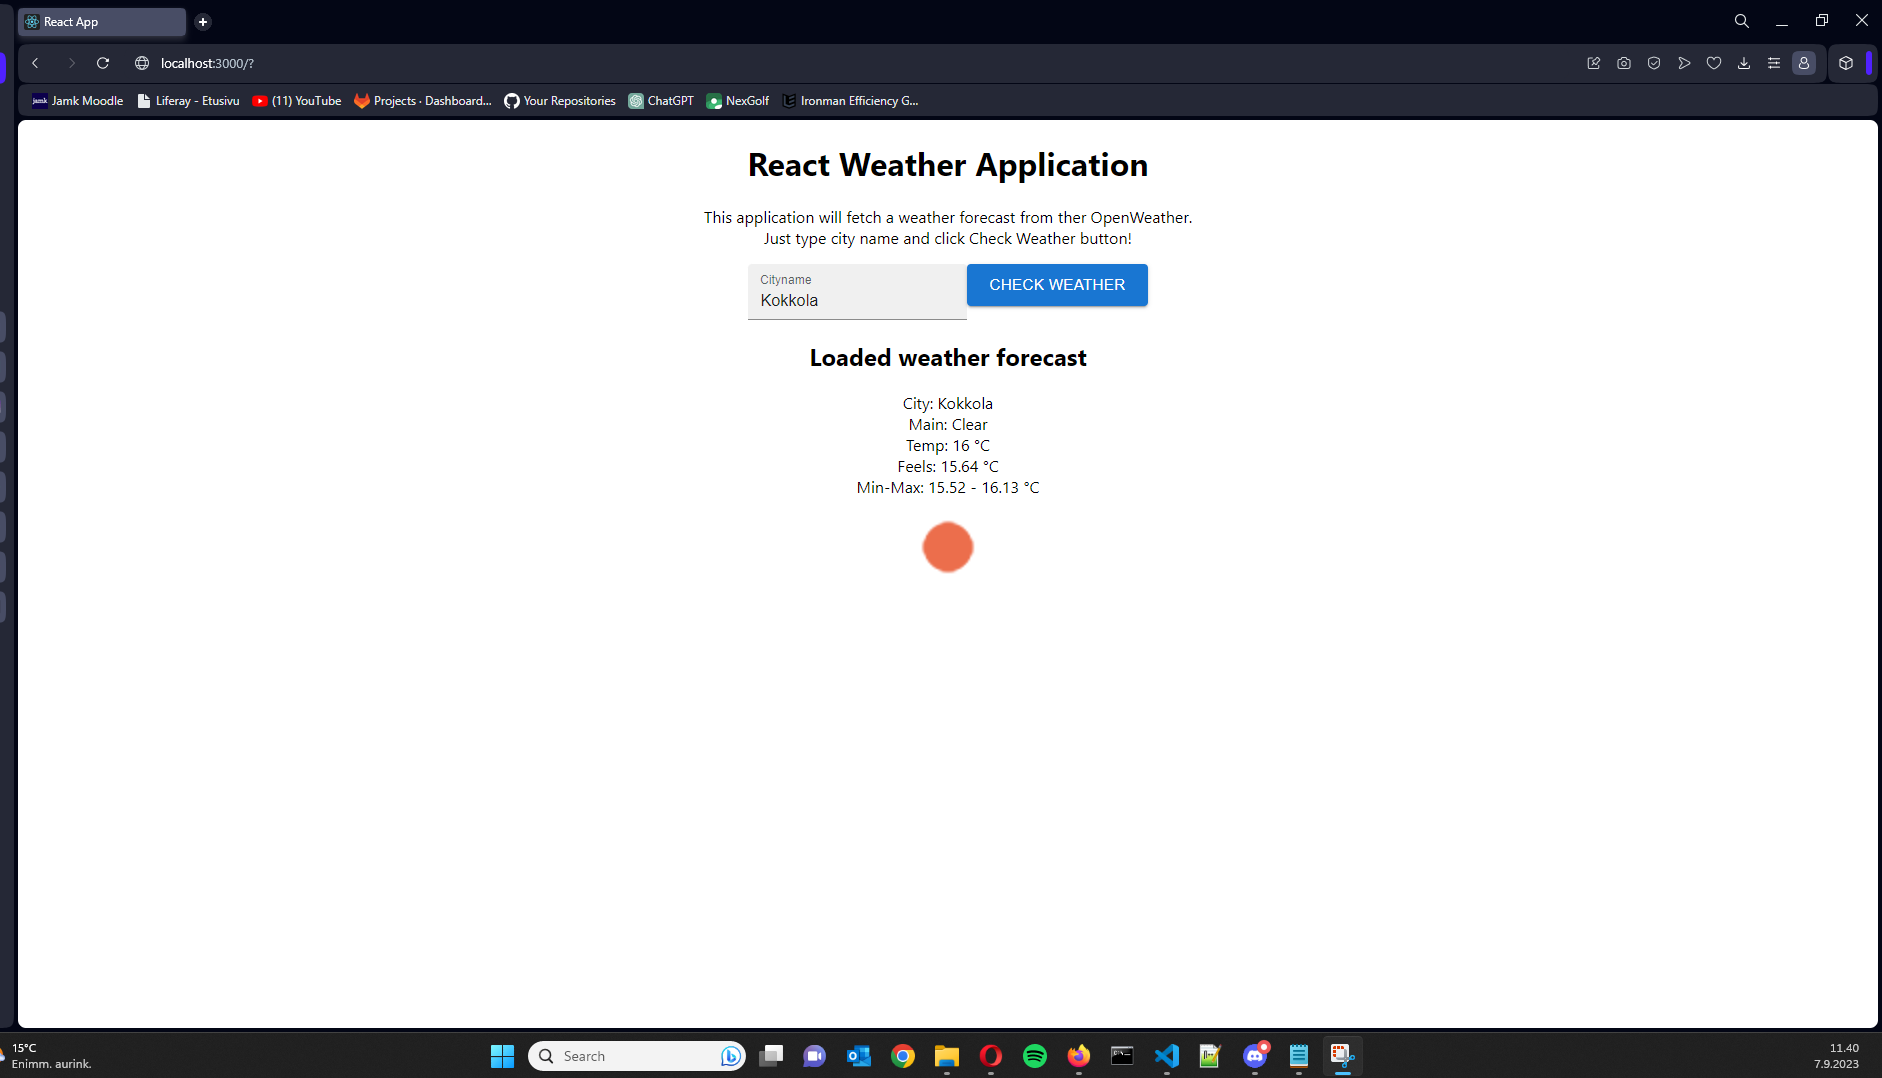 React App
localhost:3000/?
Jamk Moodle
Liferay - Etusivu
(11) YouTube
Projects · Dashboard...
Your Repositories
ChatGPT
NexGolf
Ironman Efficiency G...
React Weather Application
This application will fetch a weather forecast from ther OpenWeather.
Just type city name and click Check Weather button!
Cityname
Kokkola
CHECK WEATHER
Loaded weather forecast
City: Kokkola
Main: Clear
Temp: 16 °C
Feels: 15.64 °C
Min-Max: 15.52 - 16.13 °C
15°C
Enimm. aurink.
Search
11.40
7.9.2023